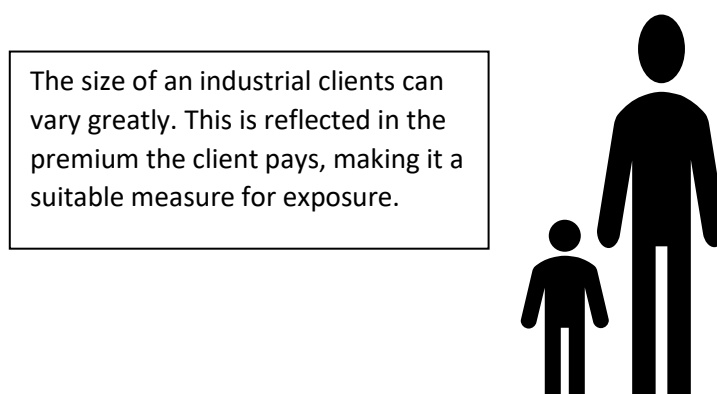 The size of an industrial clients can
vary greatly. This is reflected in the
premium the client pays, making it a
suitable measure for exposure.